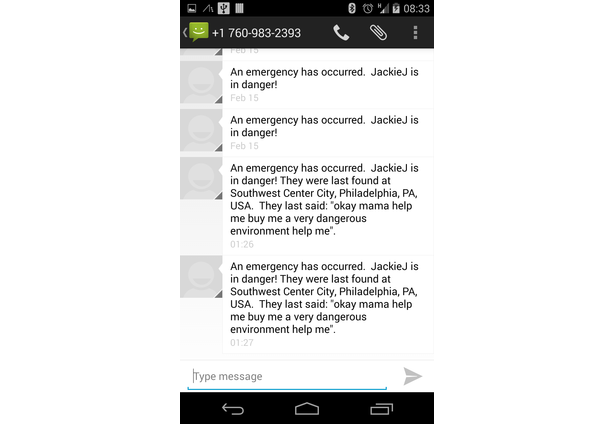 08:33
+1 760-983-2393
An emergency has occurred.  JackieJ is
in danger!
Feb 15
An emergency has occurred.  JackieJ is
in danger!
Feb 15
An emergency has occurred.  JackieJ is
in danger! They were last found at
Southwest Center City, Philadelphia, PA,
USA.  They last said: "okay mama help
me buy me a very dangerous
environment help me".
01:26
An emergency has occurred.  JackieJ is
in danger! They were last found at
Southwest Center City, Philadelphia, PA,
USA.  They last said: "okay mama help
me buy me a very dangerous
environment help me".
01:27
Type message